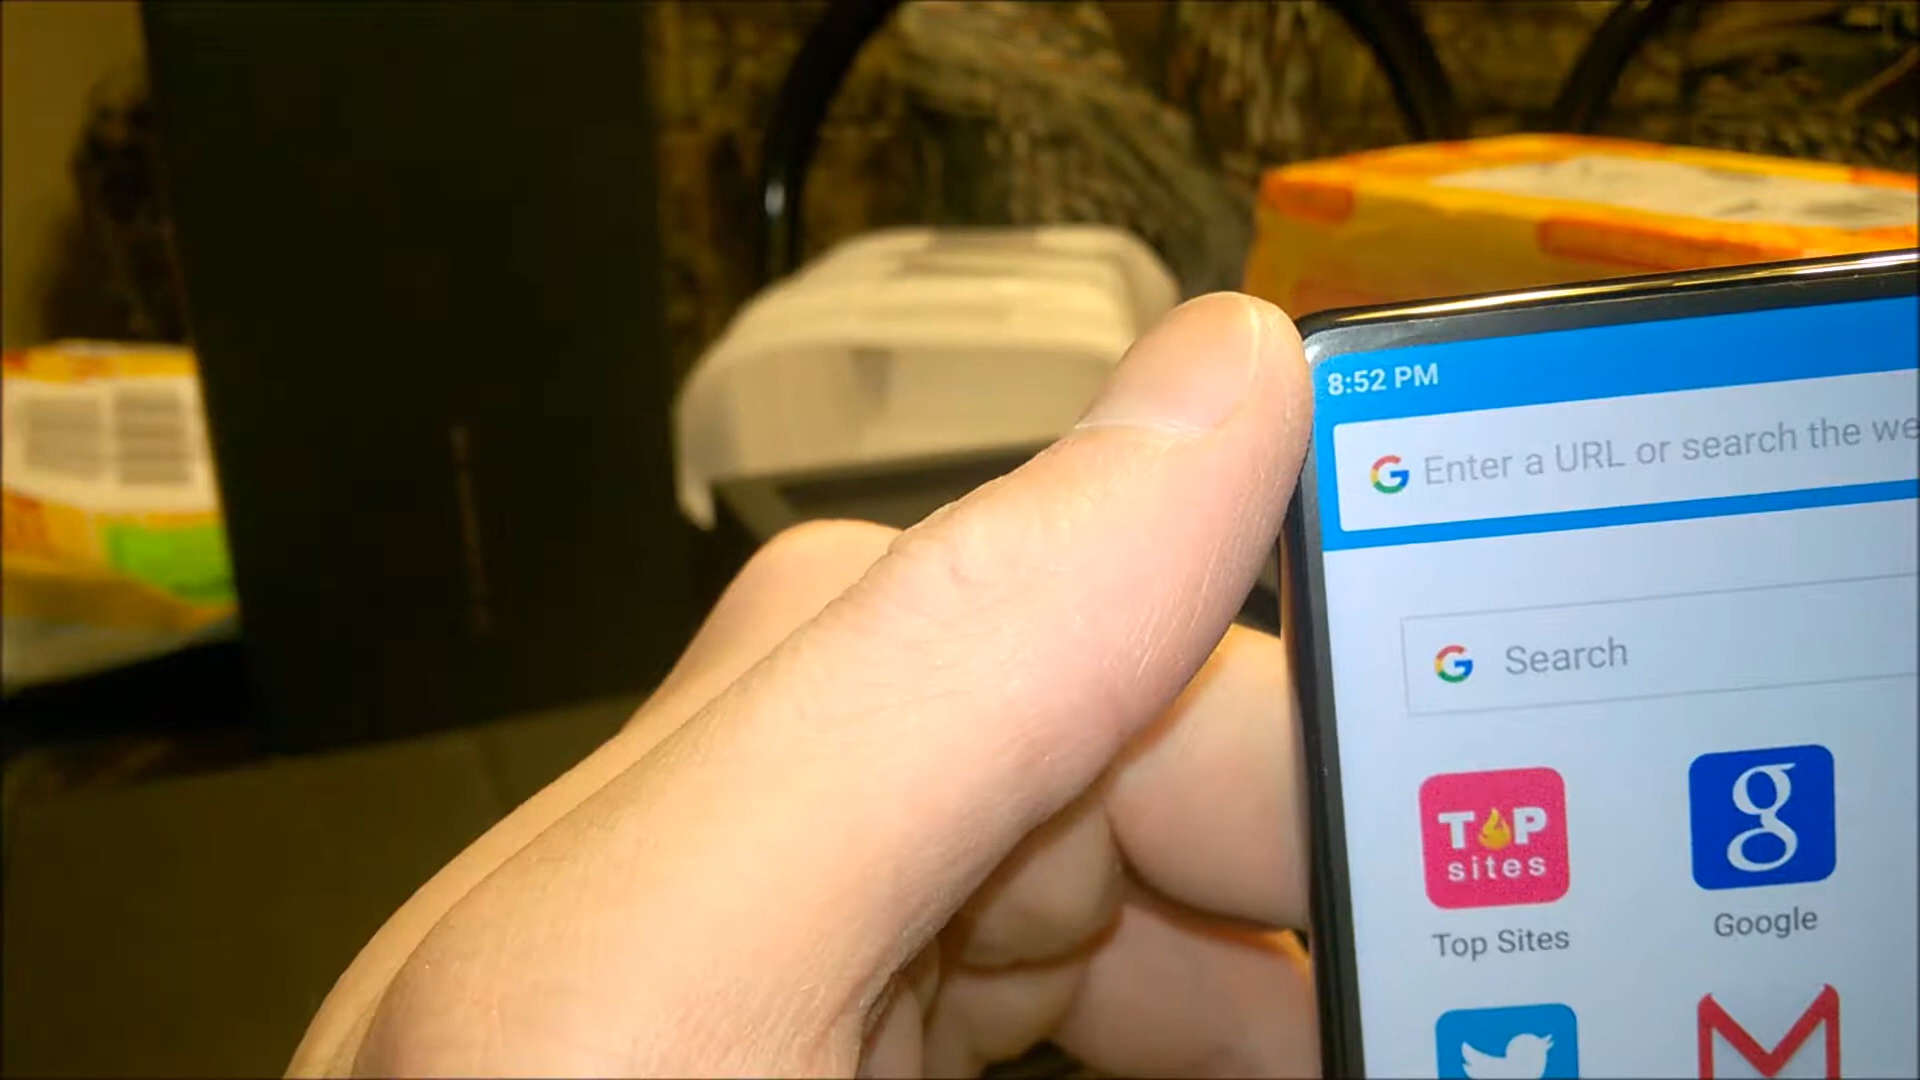 8:52 PM
Enter a URL or search the we
Search
TOP
sites
Top Sites
Google